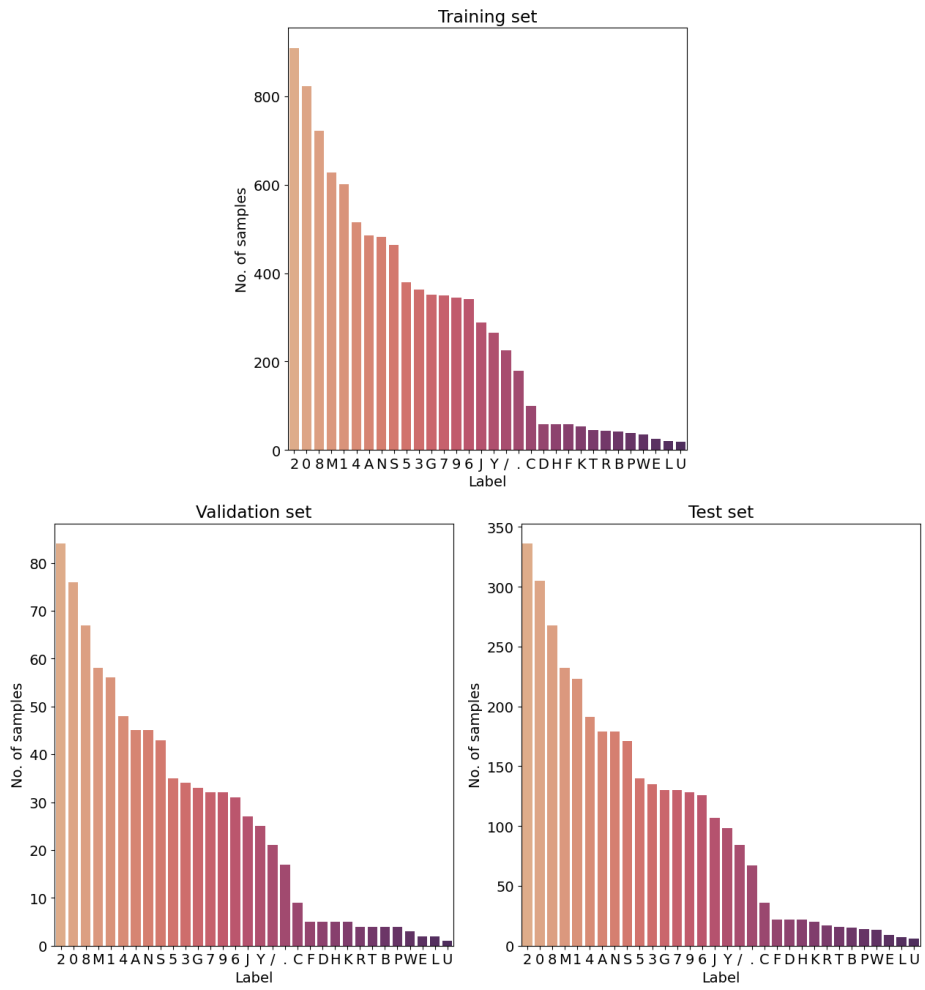 Training set
No. of samples
800
600
400
200
0
2 0 8 M 1 4 A N S 5 3 G 7 9 6 J Y / . C D H F K T R B P W E L U
Label
Validation set
No. of samples
80
70
60
50
40
30
20
10
0
2 0 8 M 1 4 A N S 5 3 G 7 9 6 J Y / . C F D H K R T B P W E L U
Label
Test set
No. of samples
350
300
250
200
150
100
50
0
2 0 8 M 1 4 A N S 5 3 G 7 9 6 J Y / . C F D H K R T B P W E L U
Label